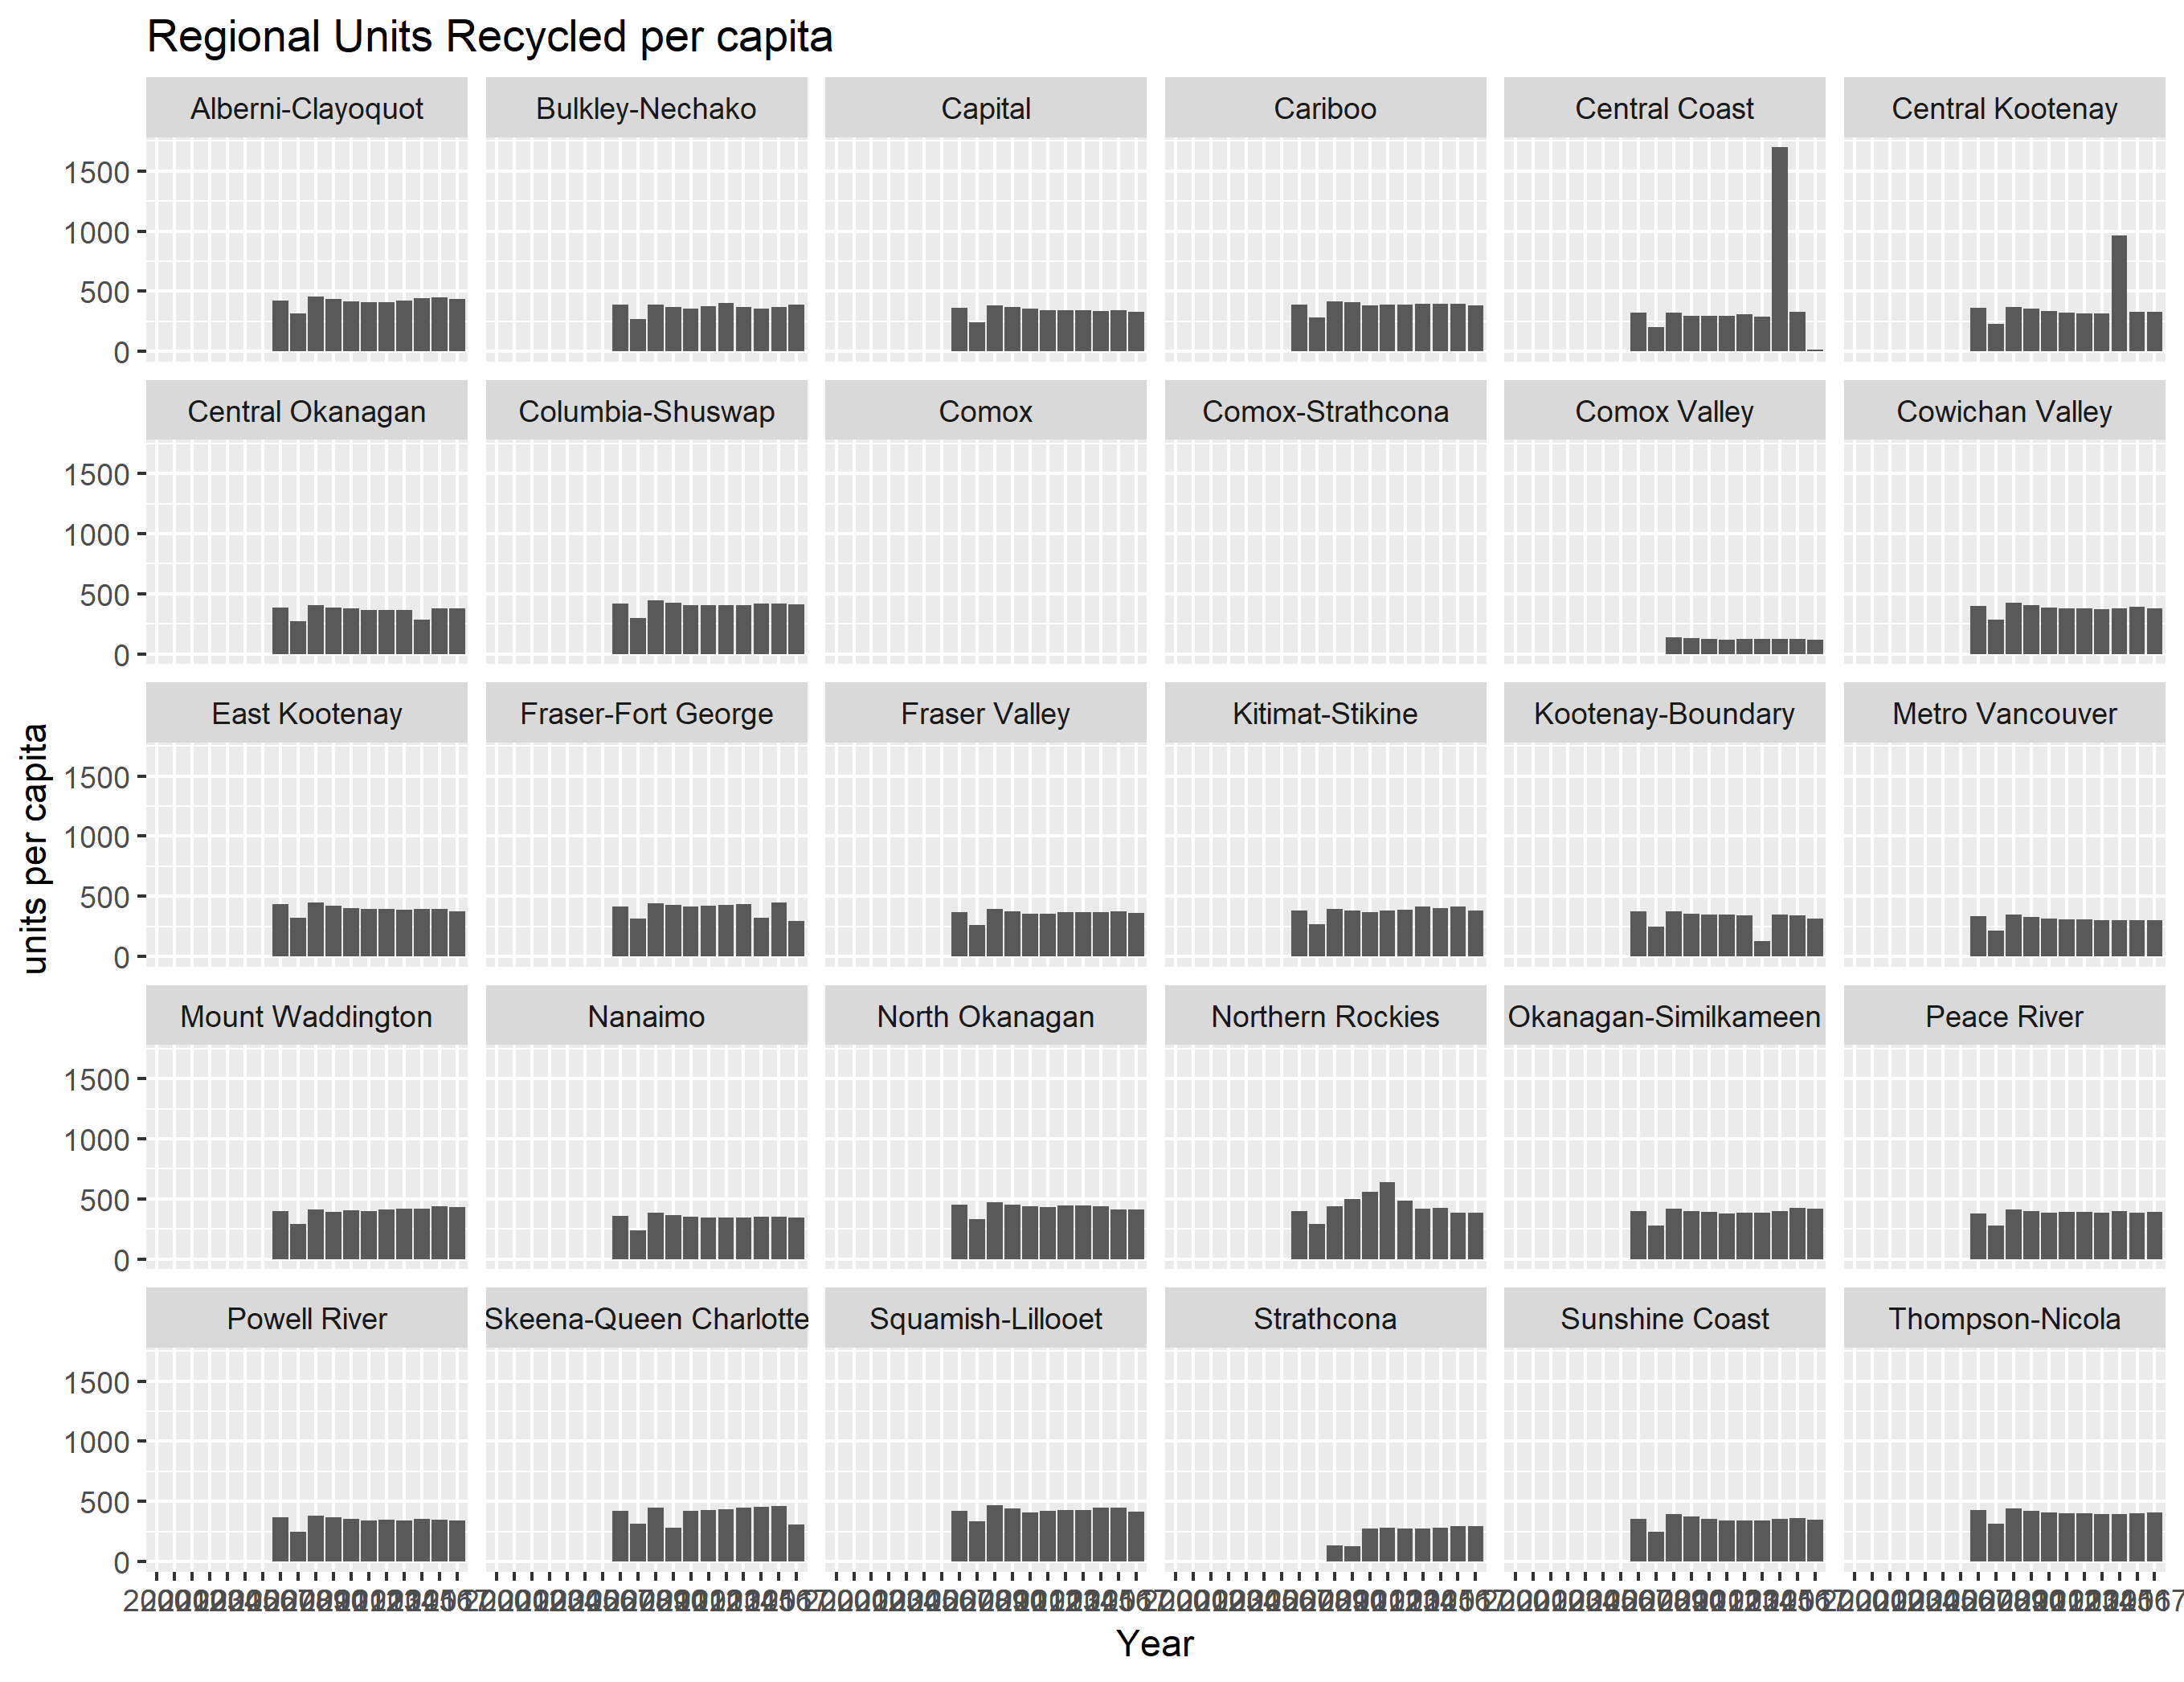 Regional Units Recycled per capita
Alberni-Clayoquot Bulkley-Nechako Capital Cariboo Central Coast Central Kootenay
1500
1000
500
0
Central Okanagan Columbia-Shuswap Comox Comox-Strathcona Comox Valley Cowichan Valley
1500
1000
500
0
East Kootenay Fraser-Fort George Fraser Valley Kitimat-Stikine Kootenay-Boundary Metro Vancouver
1500
1000
500
0
units per capita
Mount Waddington Nanaimo North Okanagan Northern Rockies Okanagan-Similkameen Peace River
1500
1000
500
0
Powell River Skeena-Queen Charlotte Squamish-Lillooet Strathcona Sunshine Coast Thompson-Nicola
1500
1000
500
0
Year